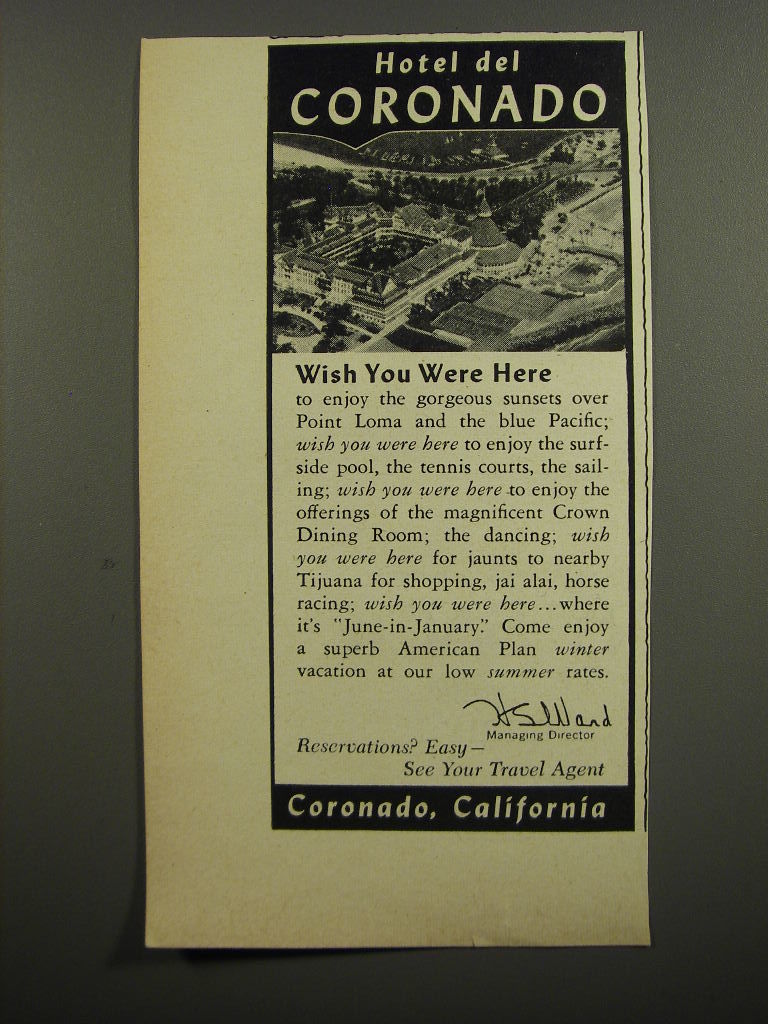 Hotel del
CORONADO
Wish You Were Here
to enjoy the gorgeous sunsets over
Point Loma and the blue Pacific;
wish you were here to enjoy the surf-
side pool, the tennis courts, the sail-
ing; wish you were here to enjoy the
offerings of the magnificent Crown
Dining Room; the dancing; wish
you were here for jaunts to nearby
Tijuana for shopping, jai alai, horse
racing; wish you were here...where
it's "June-in-January." Come enjoy
a superb American Plan winter
vacation at our low summer rates.
HSWard
Managing Director
Reservations? Easy—
See Your Travel Agent
Coronado, California